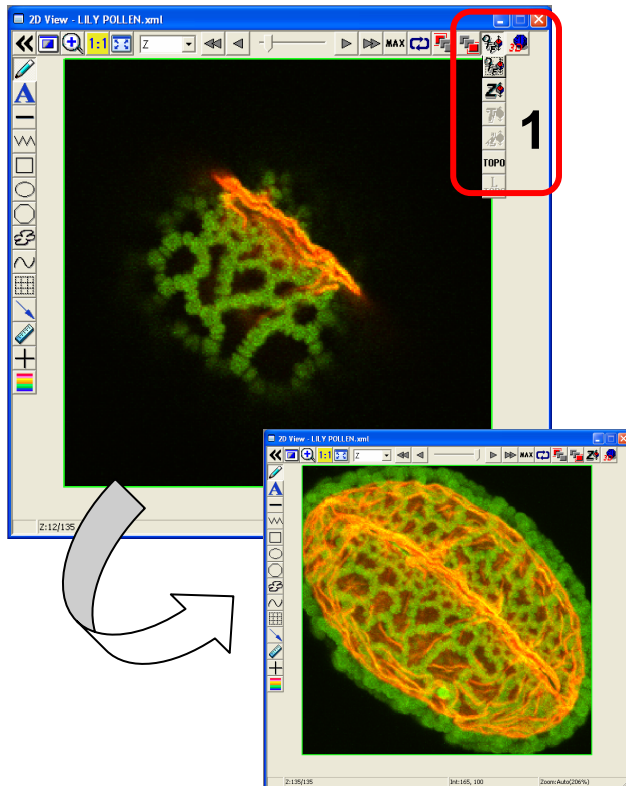 2D View - LILY POLLEN.xml
1:1 Z MAX 3D
A
Z
TOPO
1
Z:12/135
2D View - LILY POLLEN.xml
1:1 Z MAX Z
A
Z:135/135 Int:165, 100 Zoom:Auto(206%)